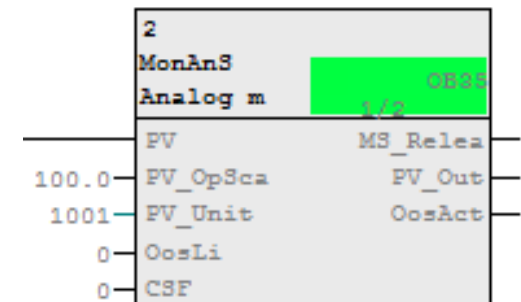 2
MonAnS
Analog m
OB35
1/2
PV MS_Relea
100.0 PV_OpSca PV_Out
1001 PV_Unit OosAct
0 OosLi
0 CSF